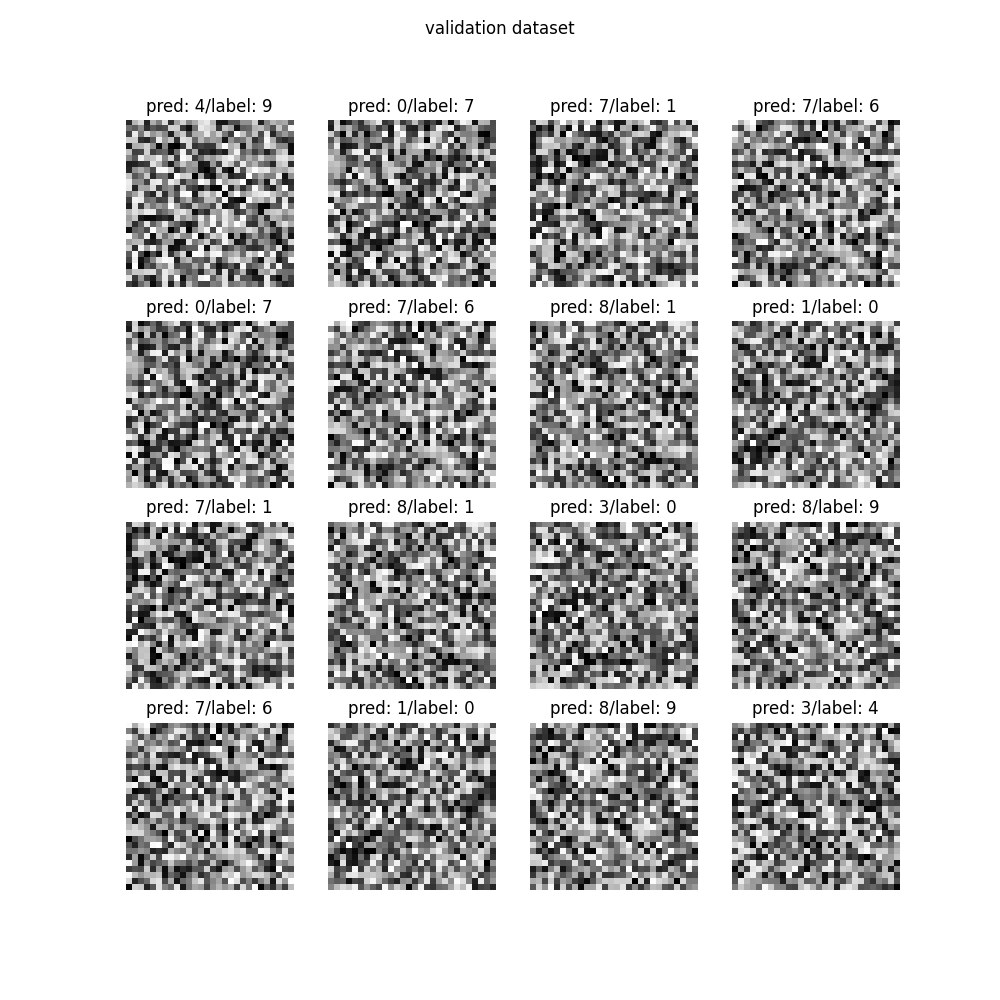 validation dataset
pred: 4/label: 9
pred: 0/label: 7
pred: 7/label: 1
pred: 7/label: 6
pred: 0/label: 7
pred: 7/label: 6
pred: 8/label: 1
pred: 1/label: 0
pred: 7/label: 1
pred: 8/label: 1
pred: 3/label: 0
pred: 8/label: 9
pred: 7/label: 6
pred: 1/label: 0
pred: 8/label: 9
pred: 3/label: 4